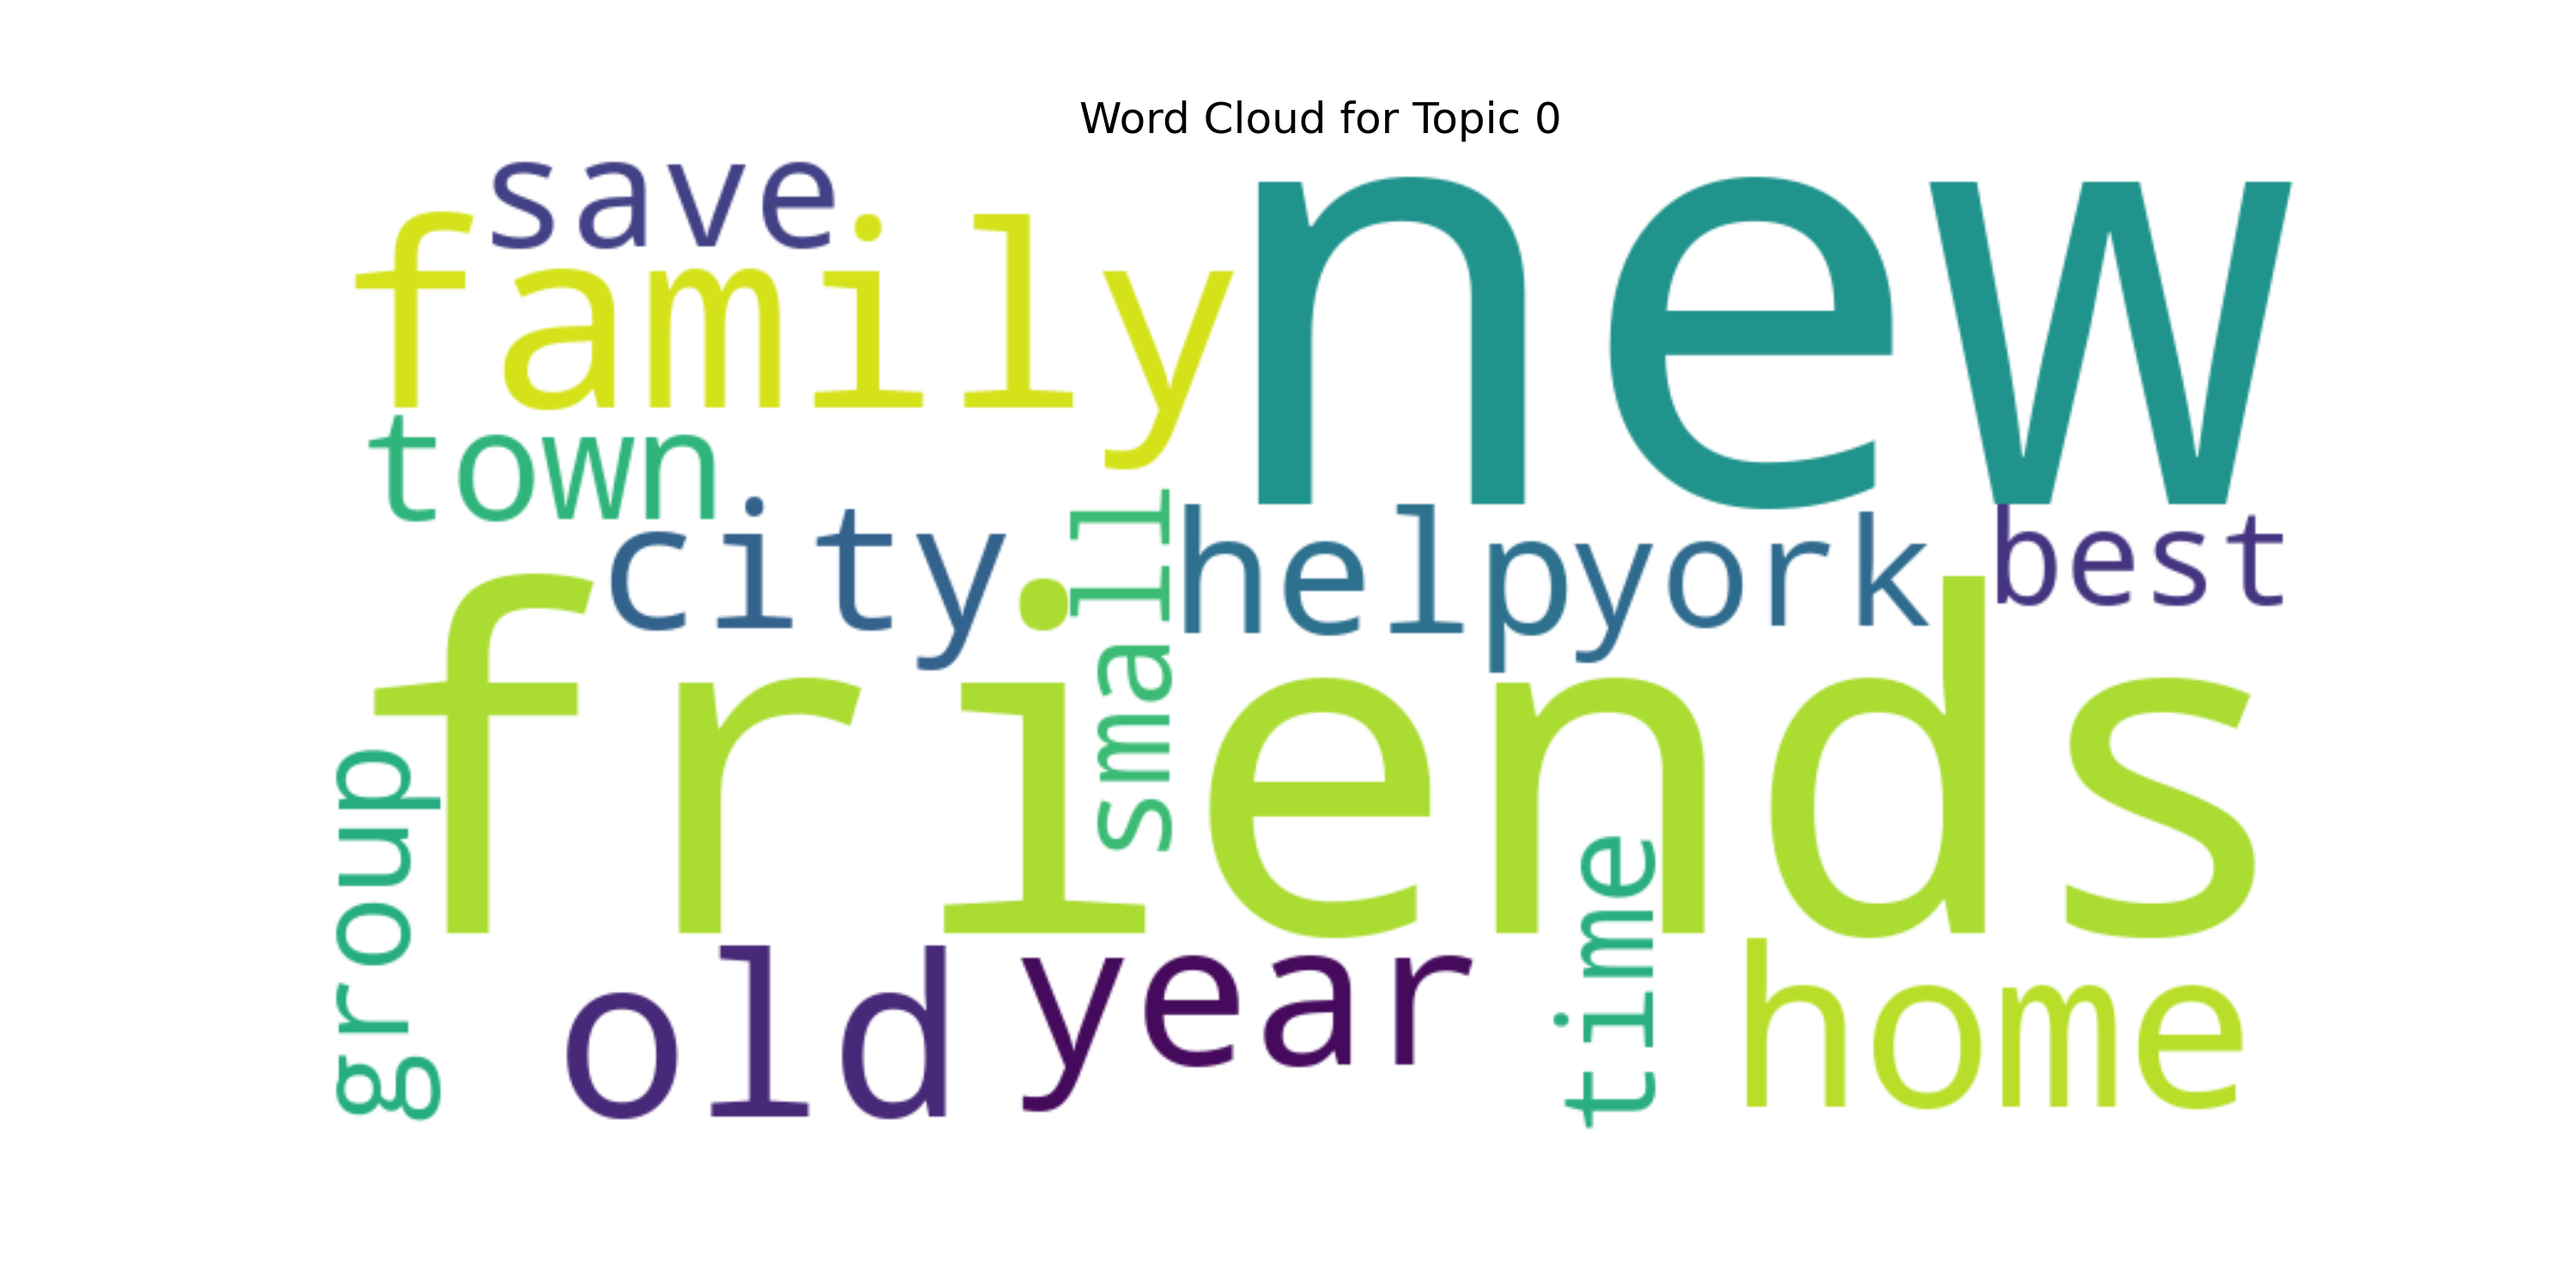 Word Cloud for Topic 0
save
family
new
town
city
small
help
york
best
friends
group
old
year
time
home